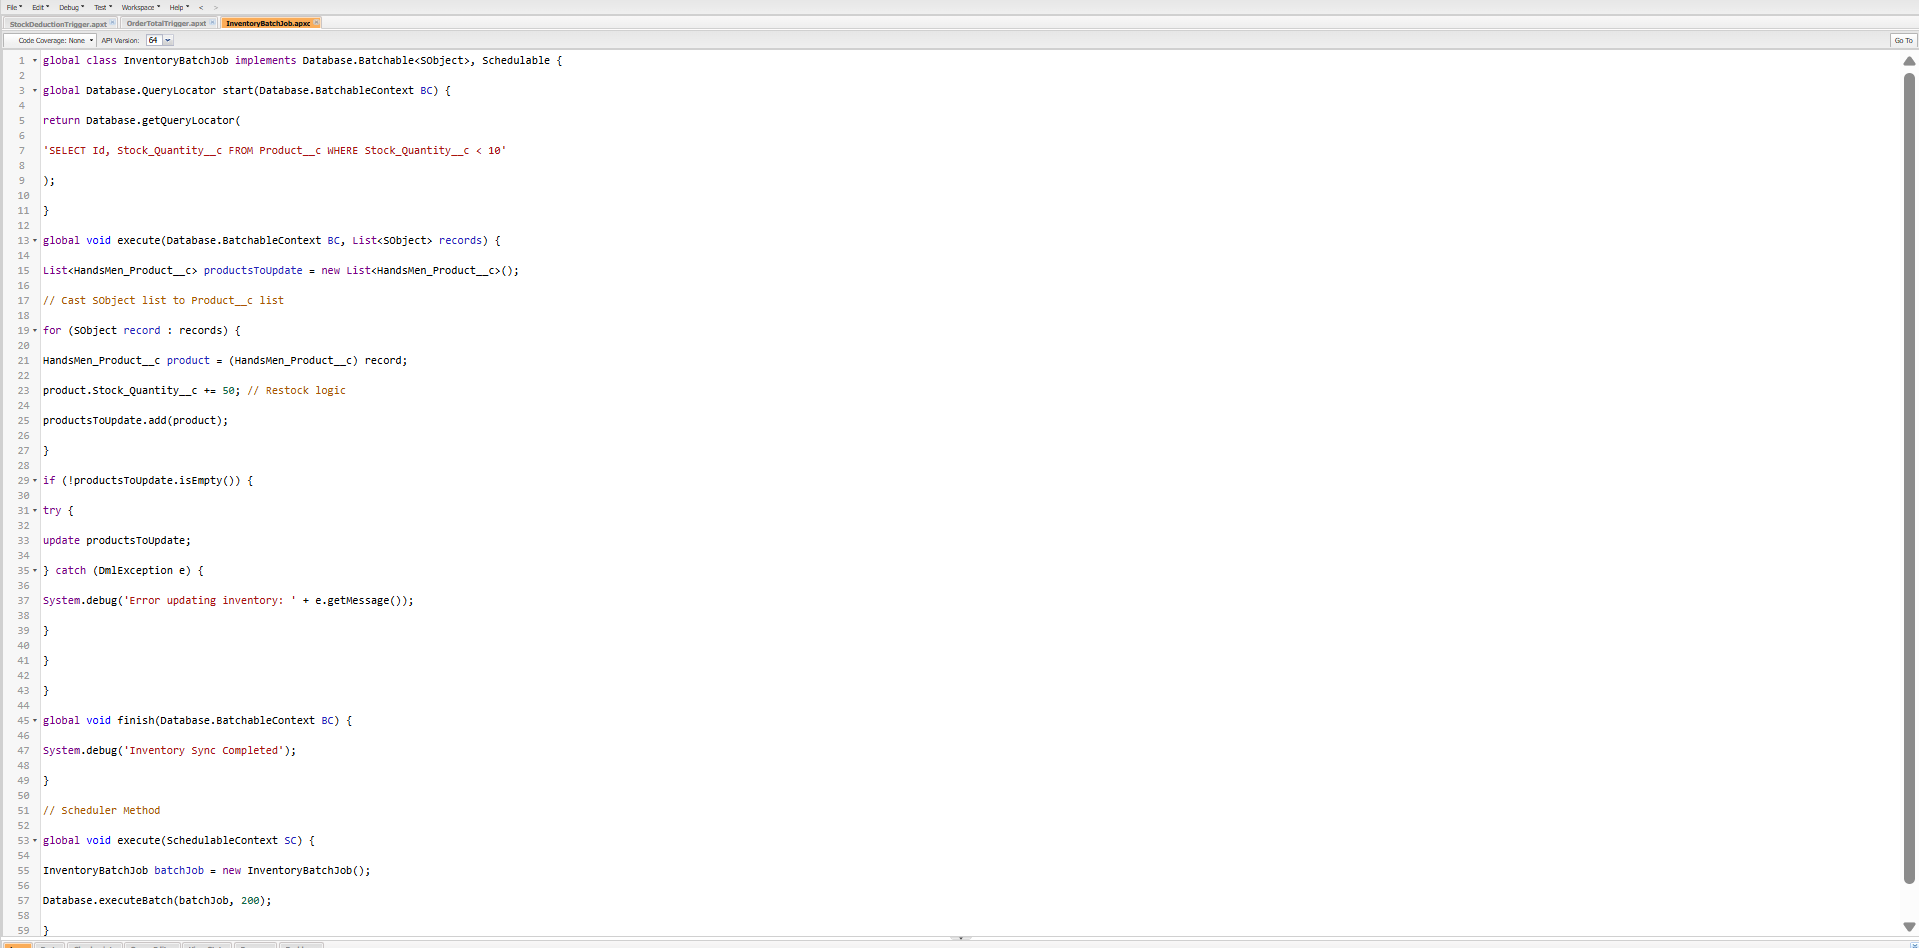 File Edit Debug Test Workspace Help < >
StockDeductionTrigger.apxt OrderTotalTrigger.apxt InventoryBatchJob.apxc
Code Coverage: None API Version: 64 Go To
1 global class InventoryBatchJob implements Database.Batchable<SObject>, Schedulable {
2
3 global Database.QueryLocator start(Database.BatchableContext BC) {
4
5 return Database.getQueryLocator(
6
7 'SELECT Id, Stock_Quantity__c FROM Product__c WHERE Stock_Quantity__c < 10'
8
9 );
10
11 }
12
13 global void execute(Database.BatchableContext BC, List<SObject> records) {
14
15 List<HandsMen_Product__c> productsToUpdate = new List<HandsMen_Product__c>();
16
17 // Cast SObject list to Product__c list
18
19 for (SObject record : records) {
20
21 HandsMen_Product__c product = (HandsMen_Product__c) record;
22
23 product.Stock_Quantity__c += 50; // Restock logic
24
25 productsToUpdate.add(product);
26
27 }
28
29 if (!productsToUpdate.isEmpty()) {
30
31 try {
32
33 update productsToUpdate;
34
35 } catch (DmlException e) {
36
37 System.debug('Error updating inventory: ' + e.getMessage());
38
39 }
40
41 }
42
43 }
44
45 global void finish(Database.BatchableContext BC) {
46
47 System.debug('Inventory Sync Completed');
48
49 }
50
51 // Scheduler Method
52
53 global void execute(SchedulableContext SC) {
54
55 InventoryBatchJob batchJob = new InventoryBatchJob();
56
57 Database.executeBatch(batchJob, 200);
58
59 }